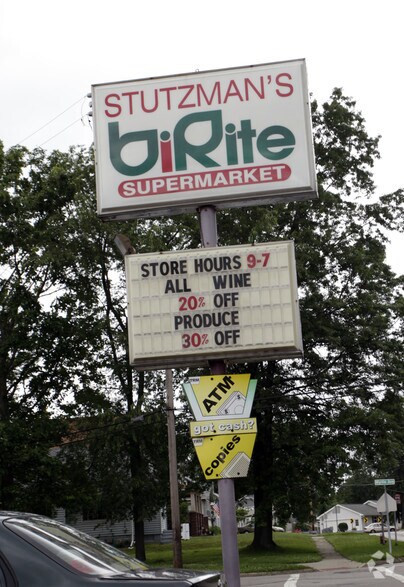 STUTZMAN'S
biRite
SUPERMARKET
STORE HOURS 9-7
ALL WINE
20% OFF
PRODUCE
30% OFF
ATM
got cash?
copies